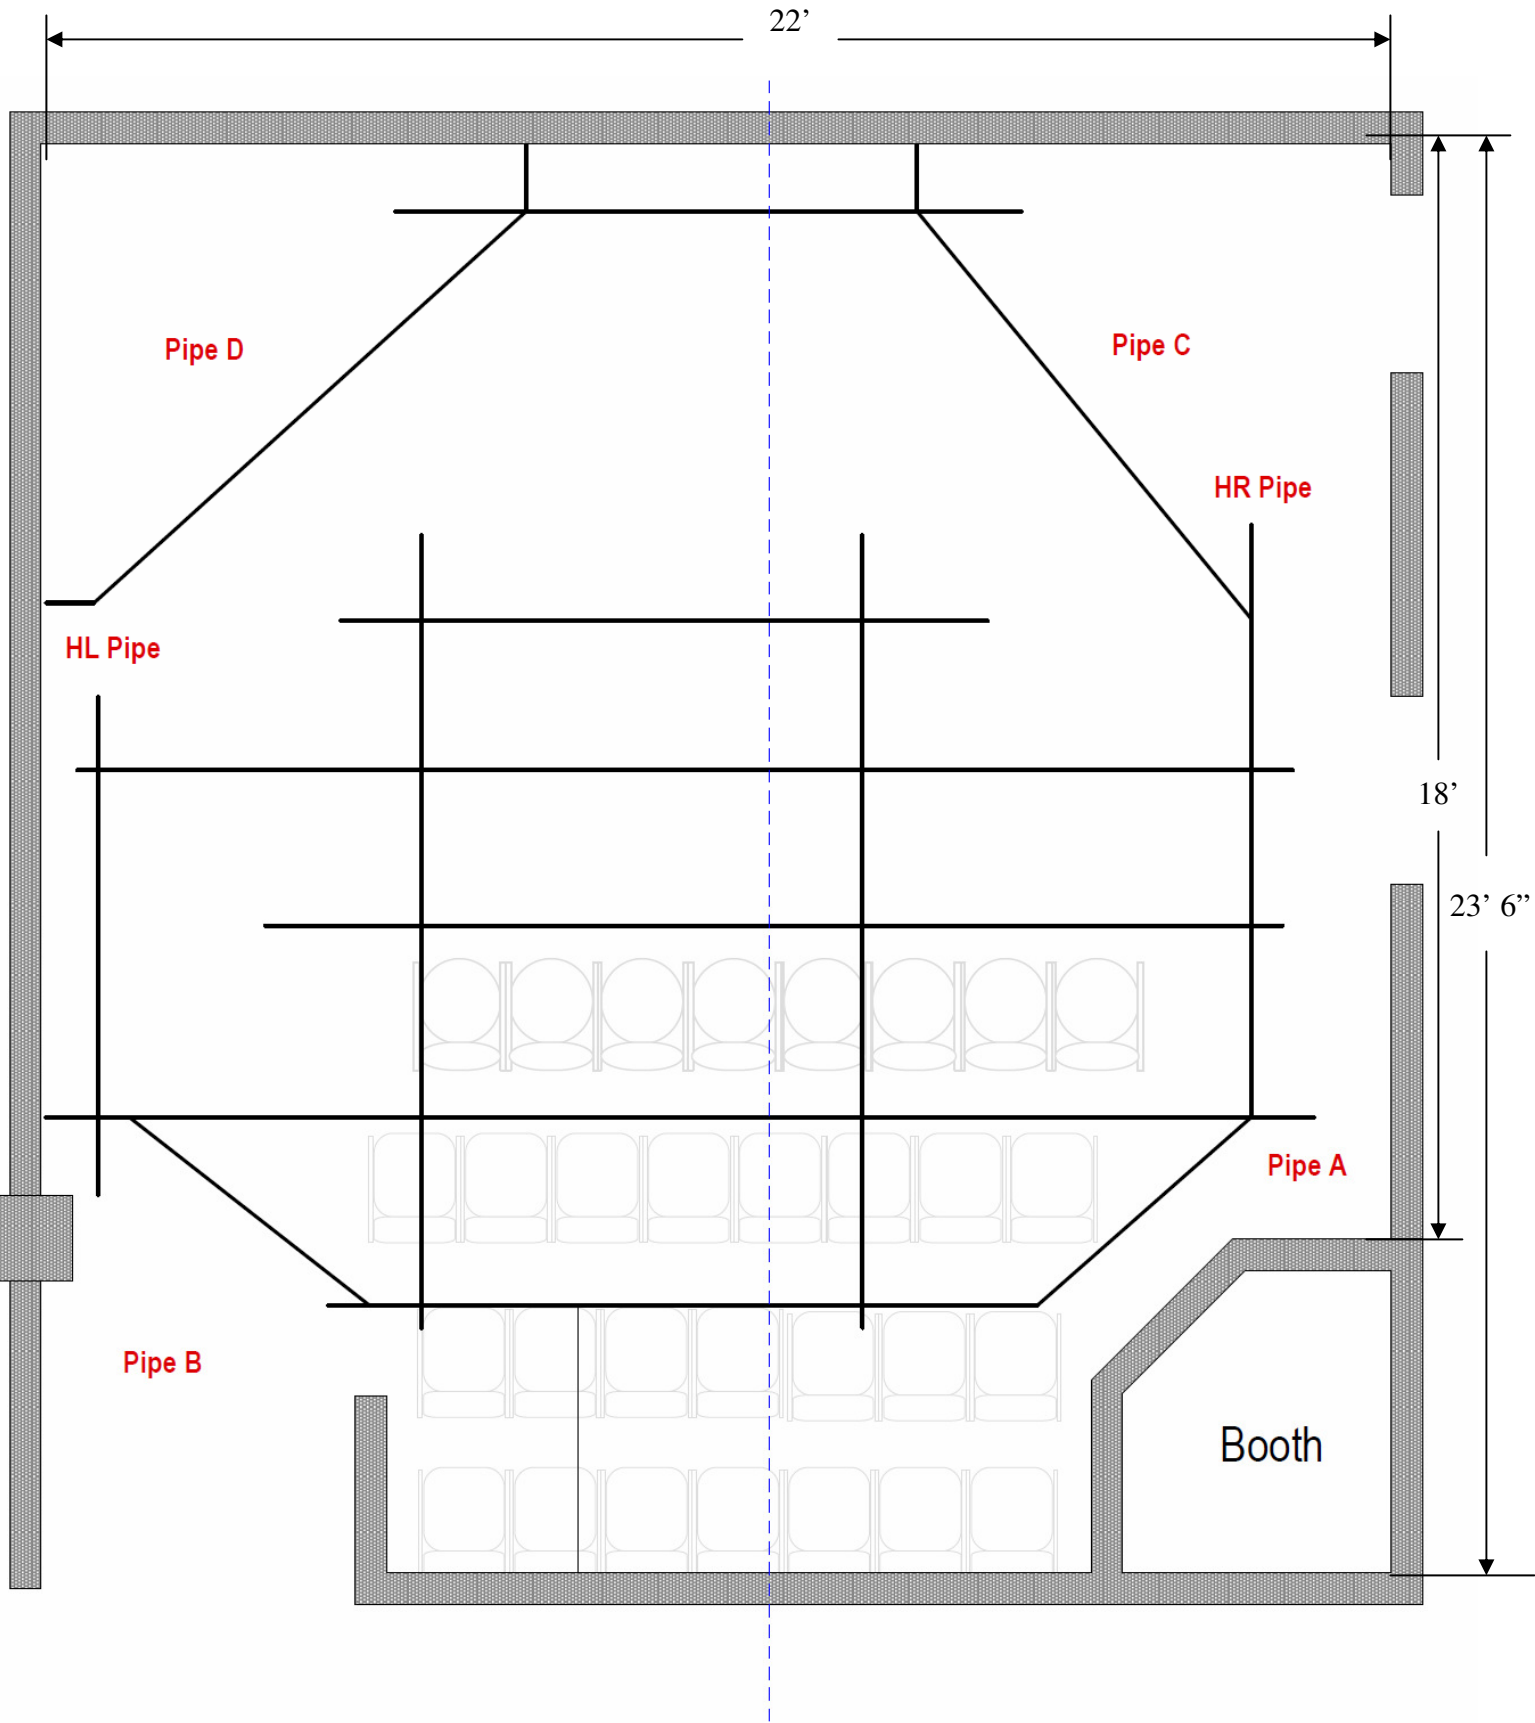 22’
Pipe D
Pipe C
HR Pipe
HL Pipe
18’
23’ 6”
Pipe A
Pipe B
Booth